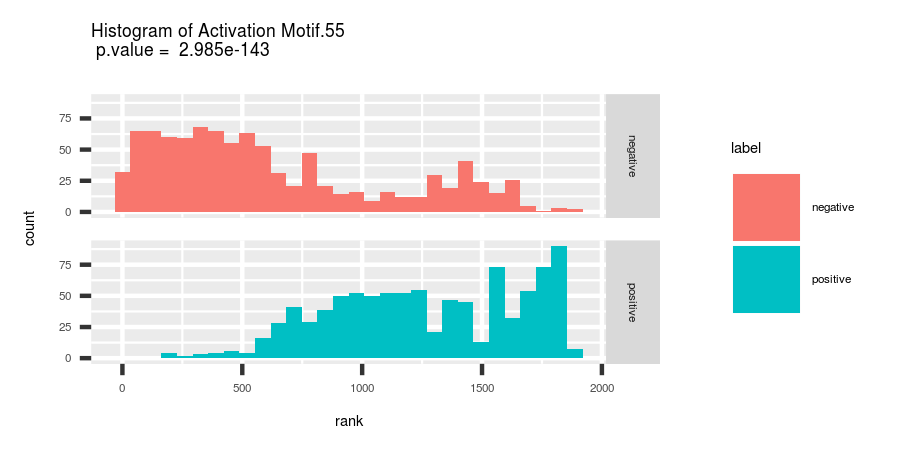 Histogram of Activation Motif.55
p.value = 2.985e-143
count
75
50
25
0
negative
75
50
25
0
positive
0 500 1000 1500 2000
rank
label
negative
positive